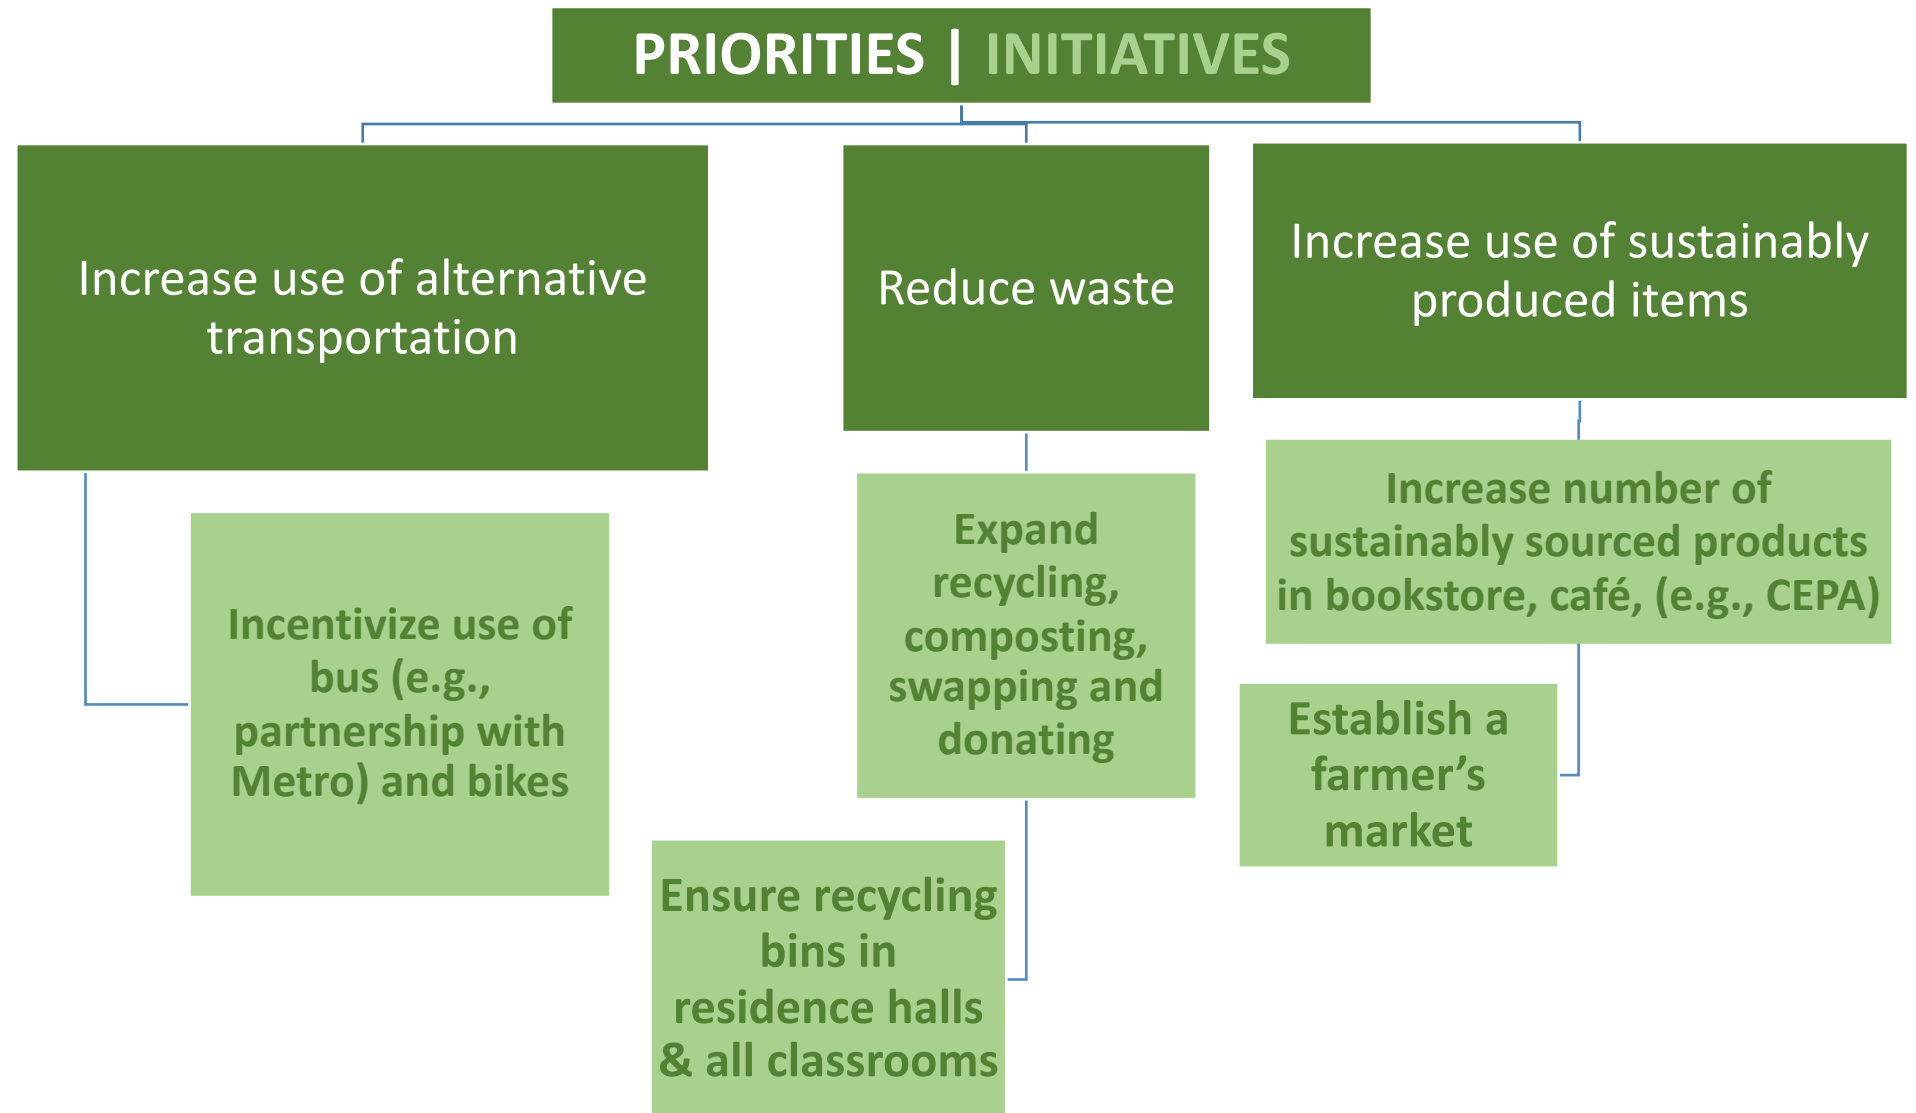 PRIORITIES | INITIATIVES
Increase use of alternative
transportation
Reduce waste
Increase use of sustainably
produced items
Incentivize use of
bus (e.g.,
partnership with
Metro) and bikes
Expand
recycling,
composting,
swapping and
donating
Ensure recycling
bins in
residence halls
& all classrooms
Increase number of
sustainably sourced products
in bookstore, café, (e.g., CEPA)
Establish a
farmer’s
market